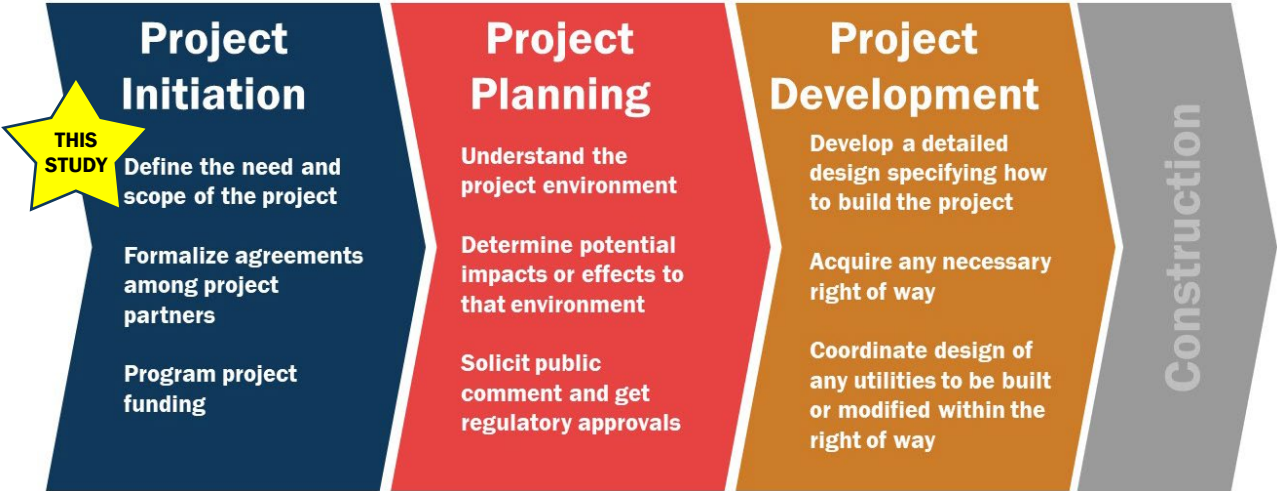 Project
Initiation
THIS
STUDY
Define the need and
scope of the project
Formalize agreements
among project
partners
Program project
funding
Project
Planning
Understand the
project environment
Determine potential
impacts or effects to
that environment
Solicit public
comment and get
regulatory approvals
Project
Development
Develop a detailed
design specifying how
to build the project
Acquire any necessary
right of way
Coordinate design of
any utilities to be built
or modified within the
right of way
Construction